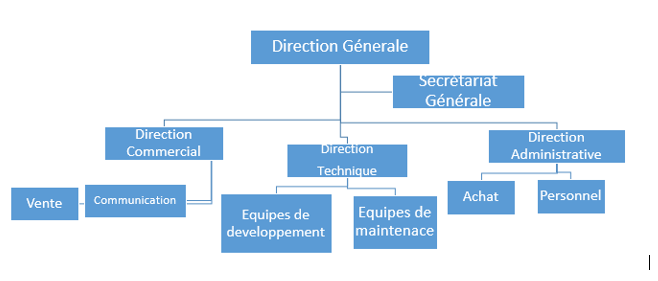 Direction Génerale
Secrétariat
Générale
Direction
Commercial
Direction
Technique
Direction
Administrative
Vente
Communication
Equipes de
developpement
Equipes de
maintenace
Achat
Personnel